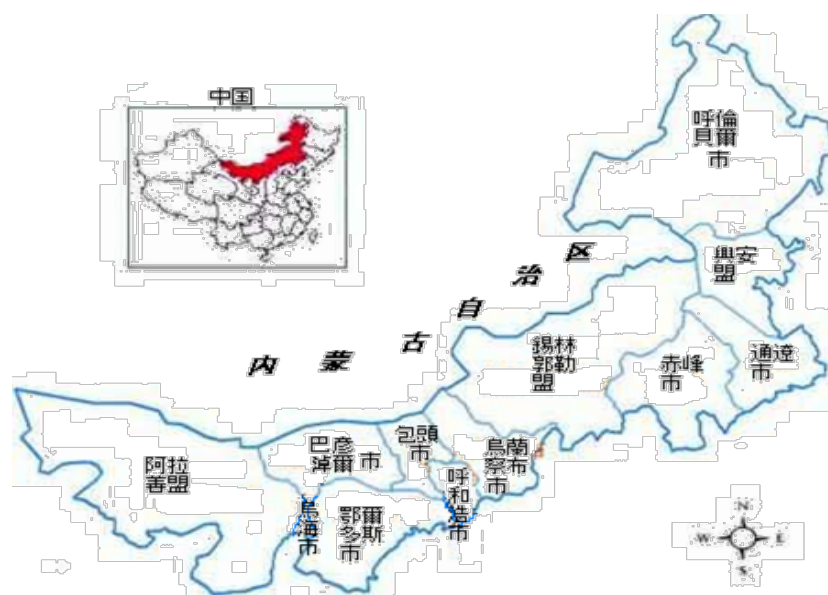 中国
呼倫
貝爾
市
興安
盟
内蒙古自治区
錫林
郭勒
盟
赤峰
市
通遼
市
包頭
市
巴彦
淖爾市
烏蘭
察布
市
阿拉
善盟
呼和浩市
烏海市
鄂爾
多斯
市
N
W
E
S